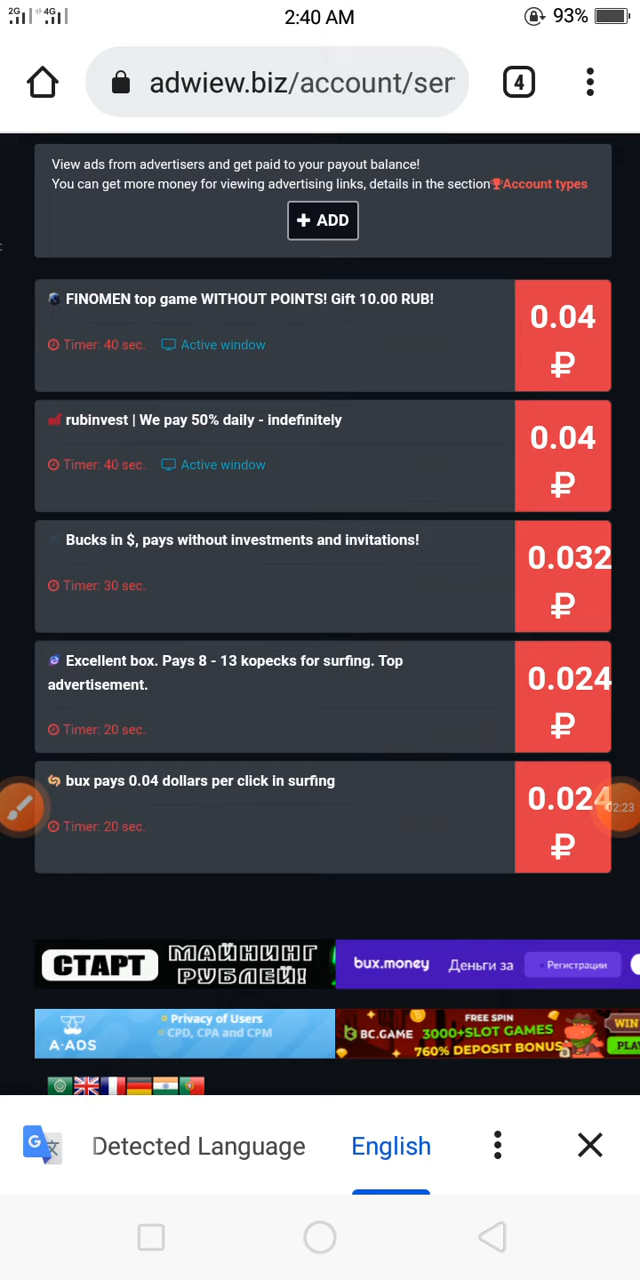 2G 4G 2:40 AM 93%
adwiew.biz/account/ser 4
View ads from advertisers and get paid to your payout balance!
You can get more money for viewing advertising links, details in the section Account types
+ ADD
:
FINOMEN top game WITHOUT POINTS! Gift 10.00 RUB!
0.04
Timer: 40 sec. Active window
₽
rubinvest | We pay 50% daily - indefinitely
0.04
Timer: 40 sec. Active window
₽
Bucks in $, pays without investments and invitations!
0.032
Timer: 30 sec.
₽
Excellent box. Pays 8 - 13 kopecks for surfing. Top
advertisement.
0.024
Timer: 20 sec.
₽
bux pays 0.04 dollars per click in surfing
0.024
02:23
Timer: 20 sec.
₽
СТАРТ МАЙНИНГ
РУБЛЕЙ!
bux.money Деньги за Регистрации
A-ADS
Privacy of Users
CPD, CPA and CPM
BC.GAME
FREE SPIN
3000+SLOT GAMES
760% DEPOSIT BONUS
WIN
PLA
G Detected Language English